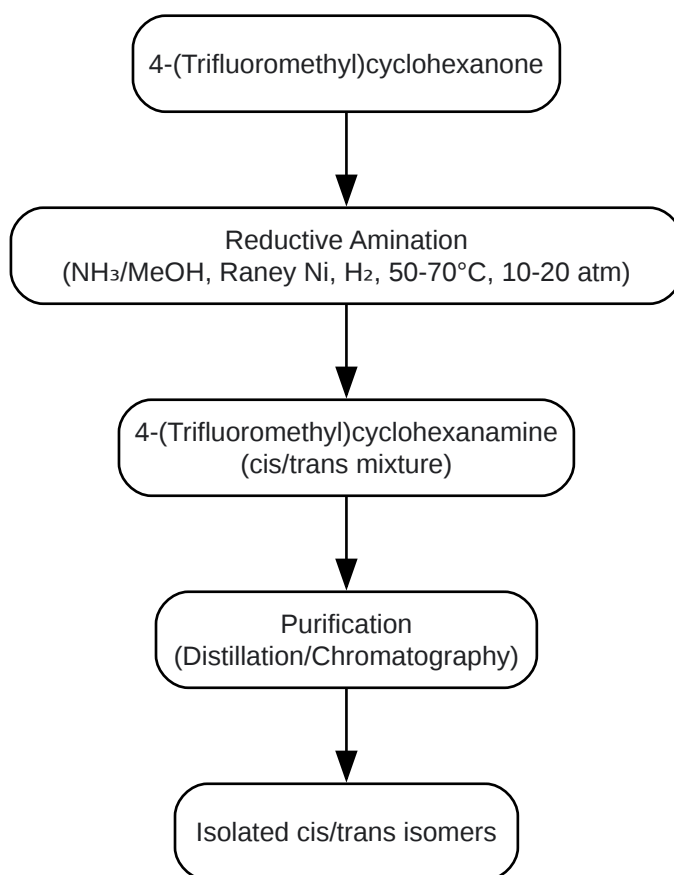 4-(Trifluoromethyl)cyclohexanone
Reductive Amination
(NH₃/MeOH, Raney Ni, H₂, 50-70°C, 10-20 atm)
4-(Trifluoromethyl)cyclohexanamine
(cis/trans mixture)
Purification
(Distillation/Chromatography)
Isolated cis/trans isomers